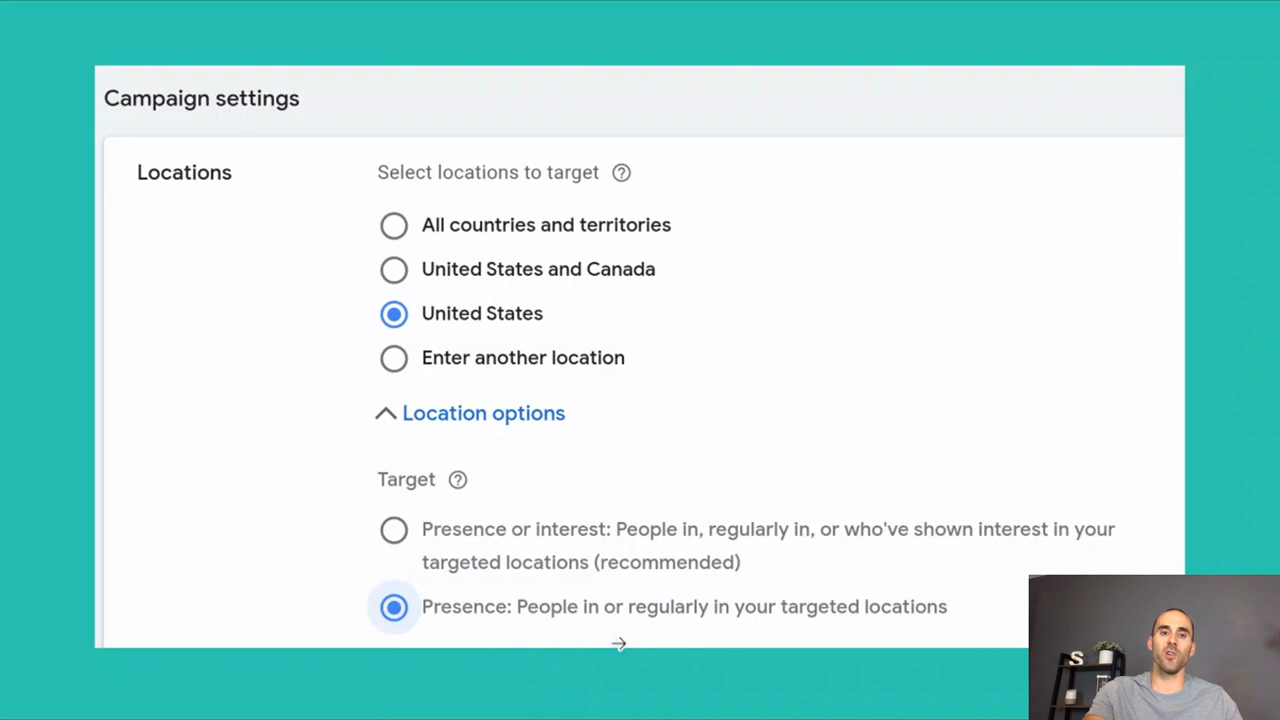 Campaign settings
Locations
Select locations to target
All countries and territories
United States and Canada
United States
Enter another location
Location options
Target
Presence or interest: People in, regularly in, or who've shown interest in your
targeted locations (recommended)
Presence: People in or regularly in your targeted locations
S